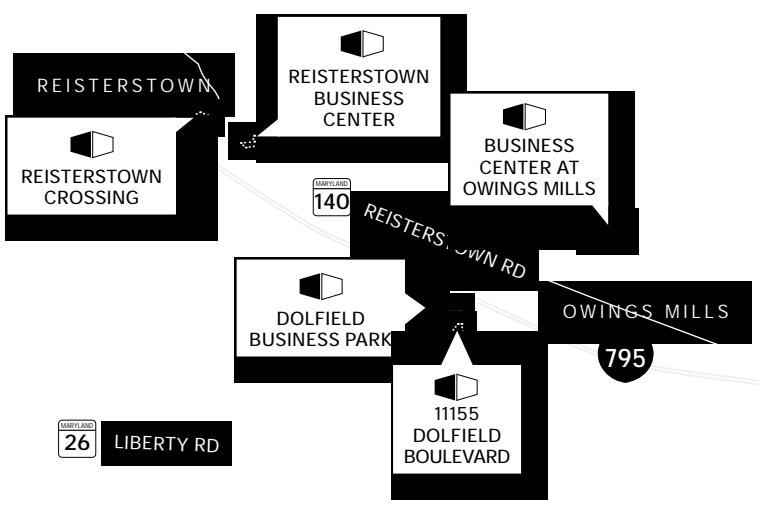 REISTERSTOWN
REISTERSTOWN
BUSINESS
CENTER
REISTERSTOWN
CROSSING
BUSINESS
CENTER AT
OWINGS MILLS
MARYLAND
140
REISTERSTOWN RD
DOLFIELD
BUSINESS PARK
OWINGS MILLS
795
11155
DOLFIELD
BOULEVARD
MARYLAND
26
LIBERTY RD